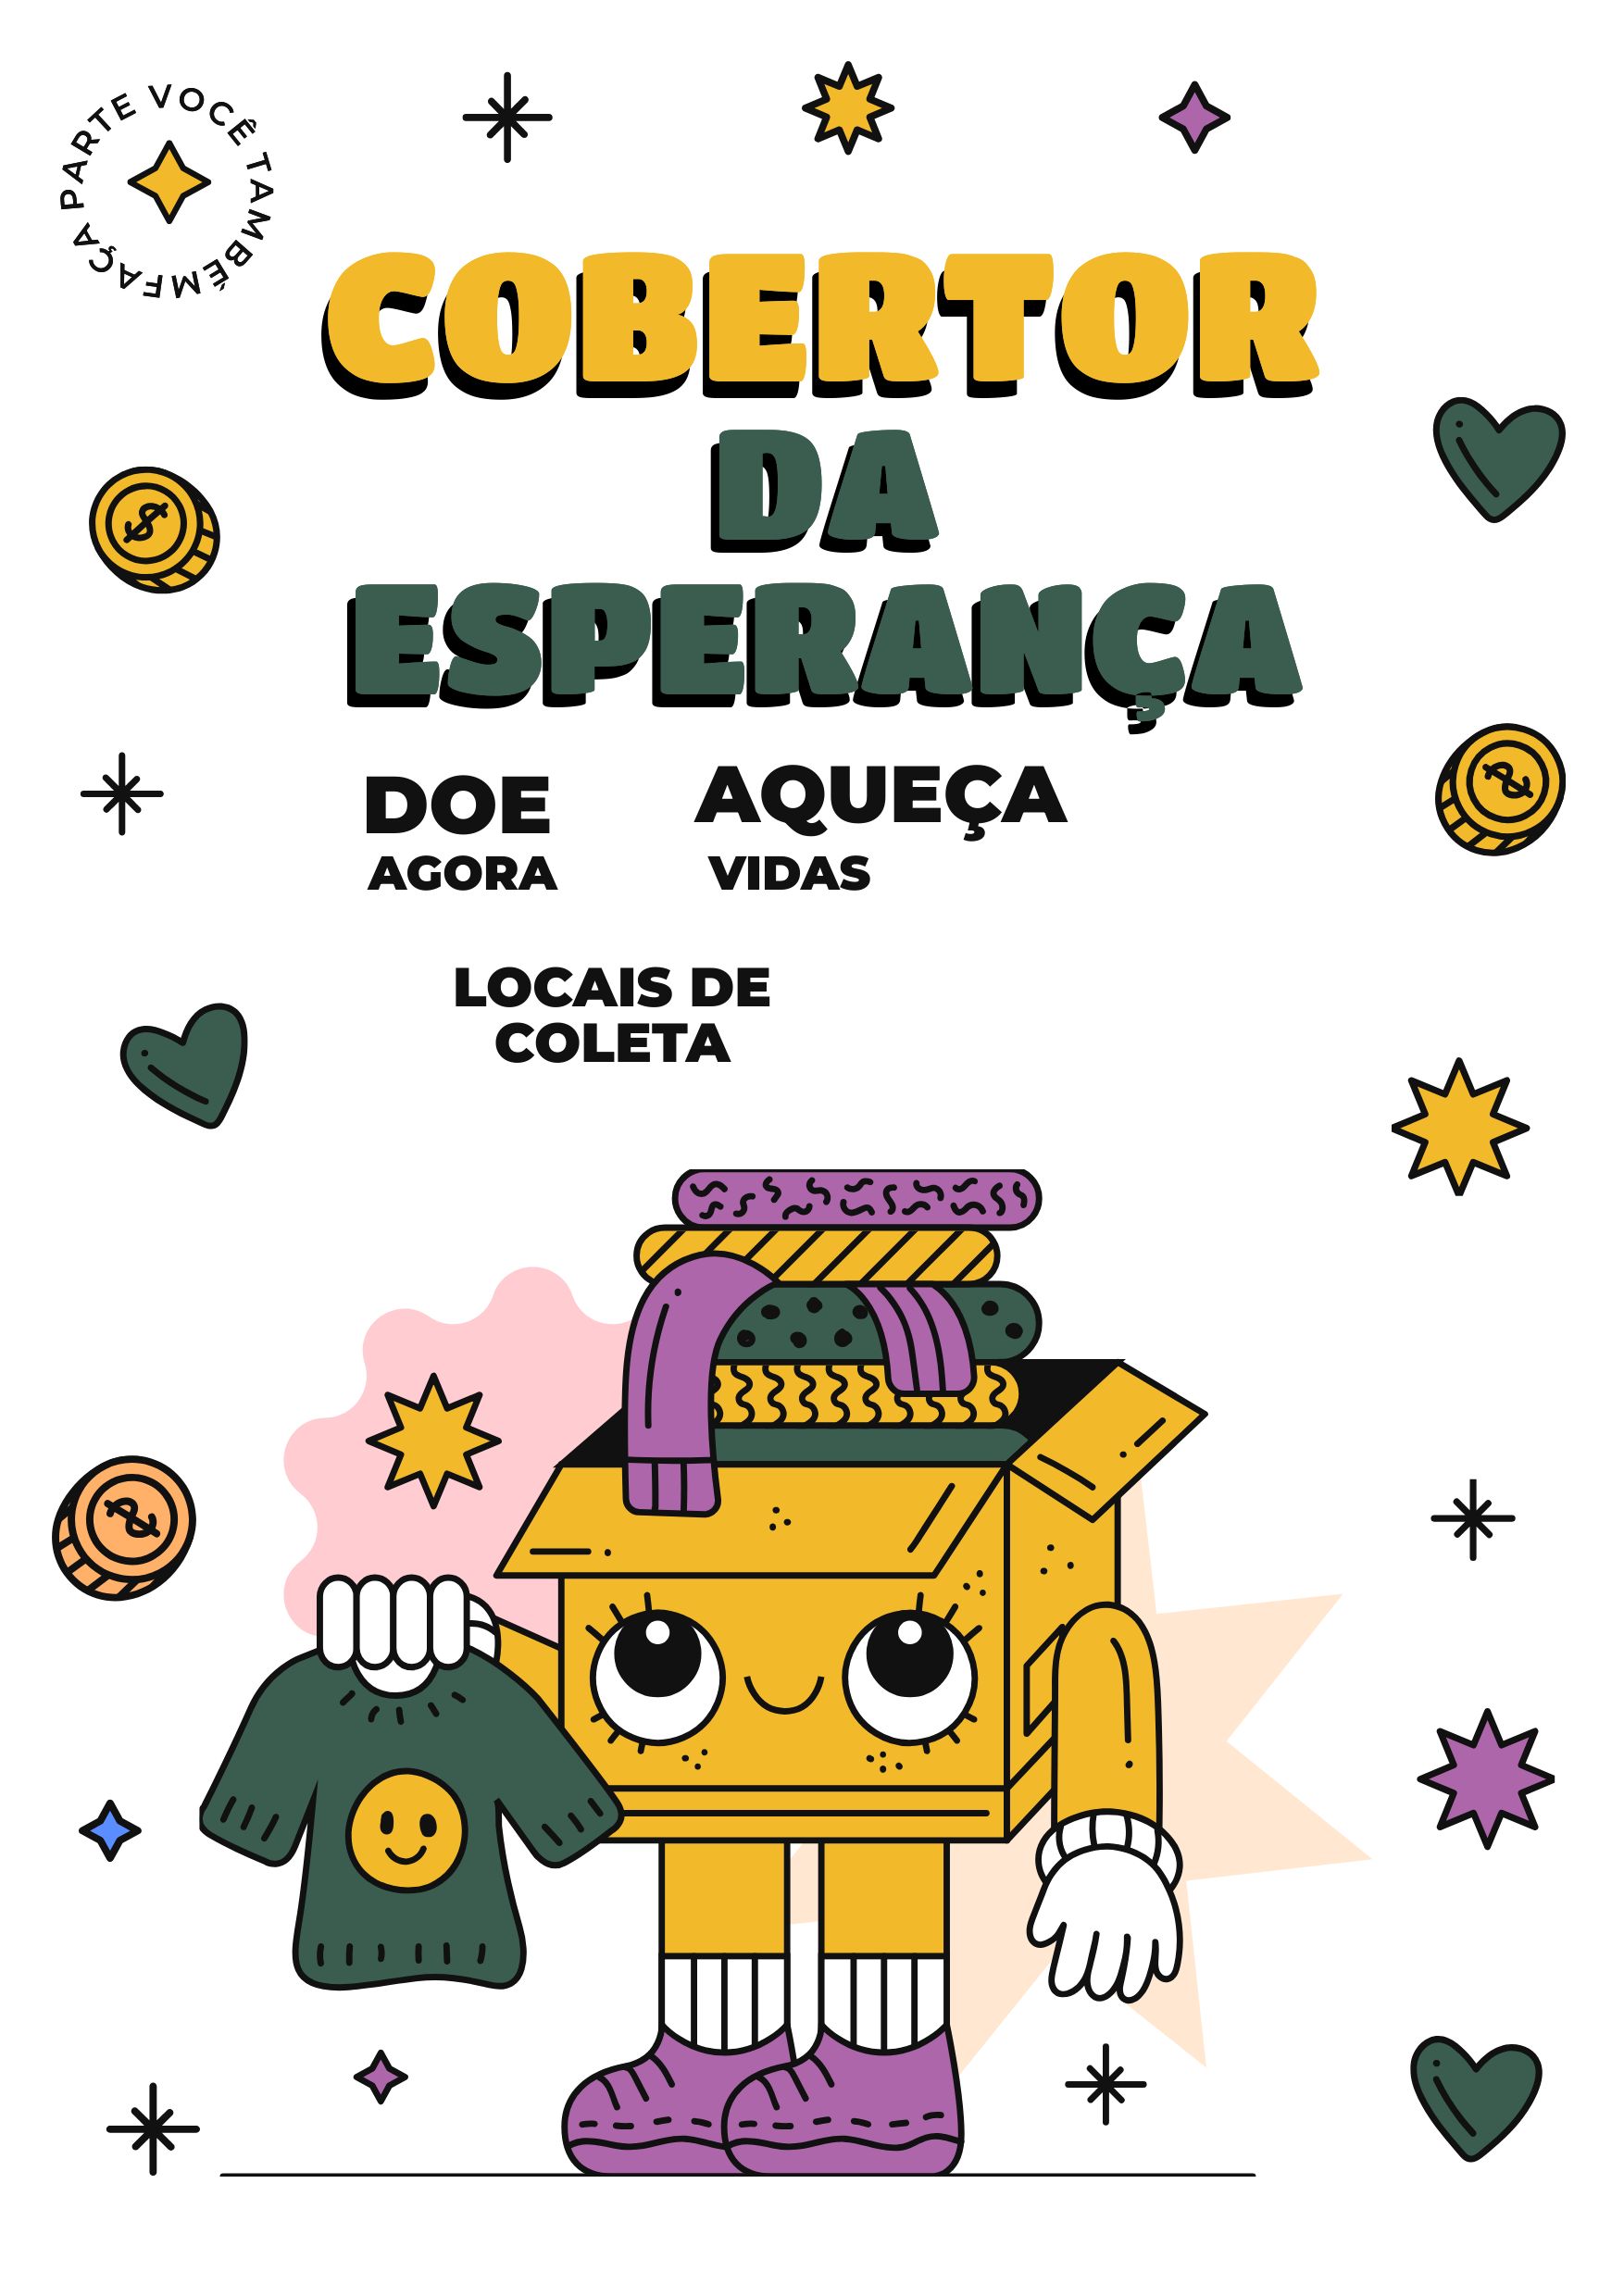 FAÇA PARTE VOCÊ TAMBÉM
COBERTOR
DA
ESPERANÇA
DOE
AGORA
AQUEÇA
VIDAS
LOCAIS DE
COLETA
$
$
$